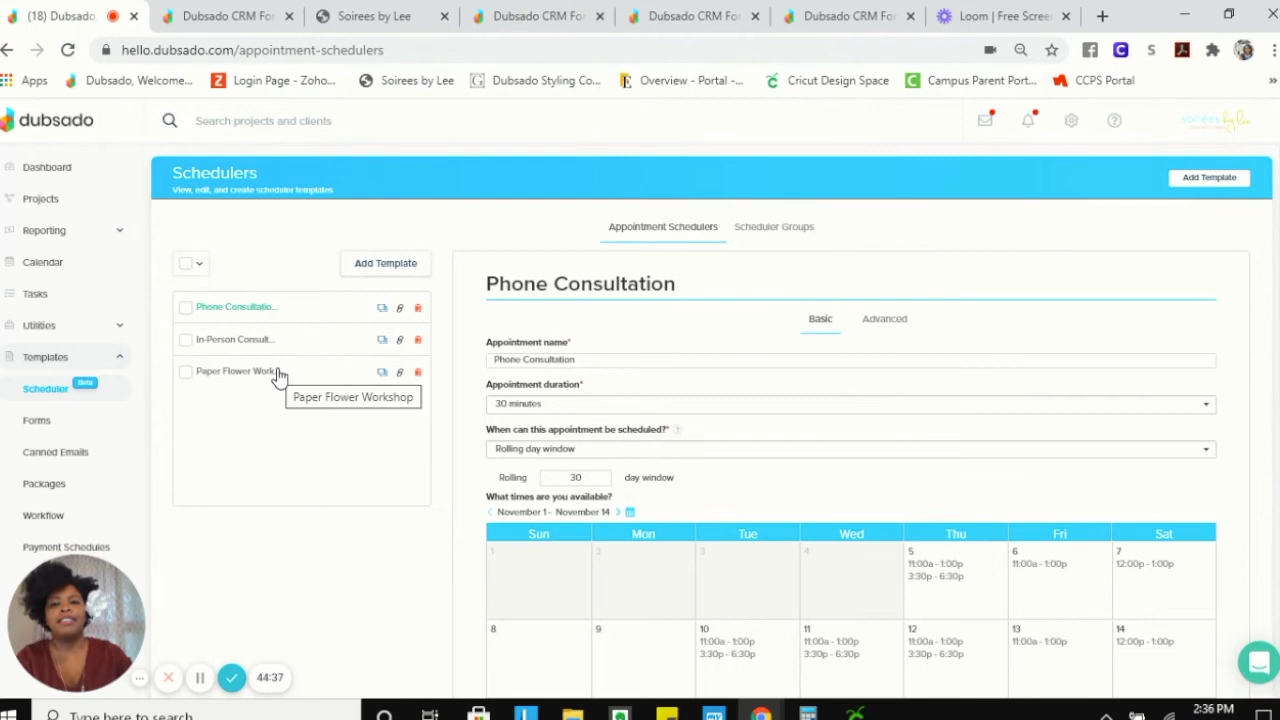 (18) Dubsado
Dubsado CRM For
Soirees by Lee
Dubsado CRM For
Dubsado CRM F
Dubsado CRM For
Loom | Free Scree
hello.dubsado.com/appointment-schedulers
Apps
Dubsado, Welcome...
Login Page - Zoho...
Soirees by Lee
Dubsado Styling Co...
Overview - Portal -...
Cricut Design Space
Campus Parent Port...
CCPS Portal
»
dubsado
Search projects and clients
soirées by lee
Dashboard
Projects
Reporting
Calendar
Tasks
Utilities
Templates
Scheduler
Beta
Forms
Canned Emails
Packages
Workflow
Payment Schedules
Schedulers
View, edit, and create scheduler templates
Add Template
Appointment Schedulers
Scheduler Groups
Add Template
Phone Consultatio...
In-Person Consult...
Paper Flower Work
Paper Flower Workshop
Phone Consultation
Basic
Advanced
Appointment name*
Phone Consultation
Appointment duration*
30 minutes
When can this appointment be scheduled?*
Rolling day window
Rolling 30 day window
What times are you available?
November 1 - November 14
Sun Mon Tue Wed Thu Fri Sat
1 2 3 4 5 6 7
11:00a - 1:00p 11:00a - 1:00p 12:00p - 1:00p
3:30p - 6:30p
8 9 10 11 12 13 14
11:00a - 1:00p 11:00a - 1:00p 11:00a - 1:00p 11:00a - 1:00p 12:00p - 1:00p
3:30p - 6:30p 3:30p - 6:30p 3:30p - 6:30p
44:37
Type here to search
2:36 PM